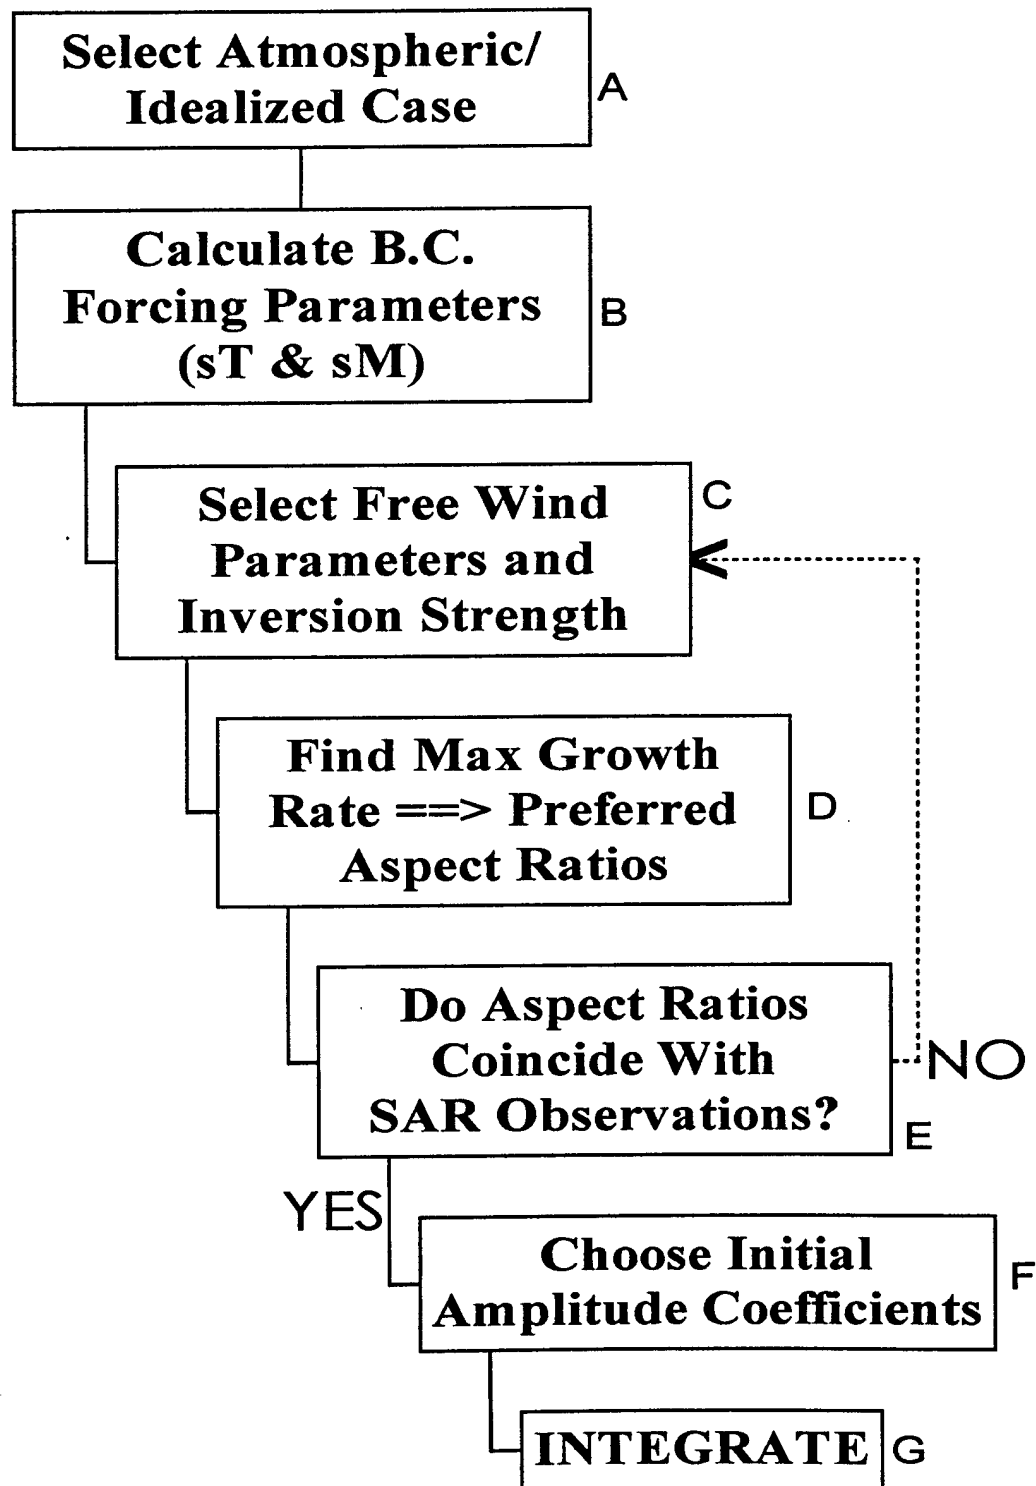 Select Atmospheric/
Idealized Case
A
Calculate B.C.
Forcing Parameters
(sT & sM)
B
Select Free Wind
Parameters and
Inversion Strength
C
Find Max Growth
Rate ==> Preferred
Aspect Ratios
D
Do Aspect Ratios
Coincide With
SAR Observations?
NO
E
YES
Choose Initial
Amplitude Coefficients
F
INTEGRATE
G